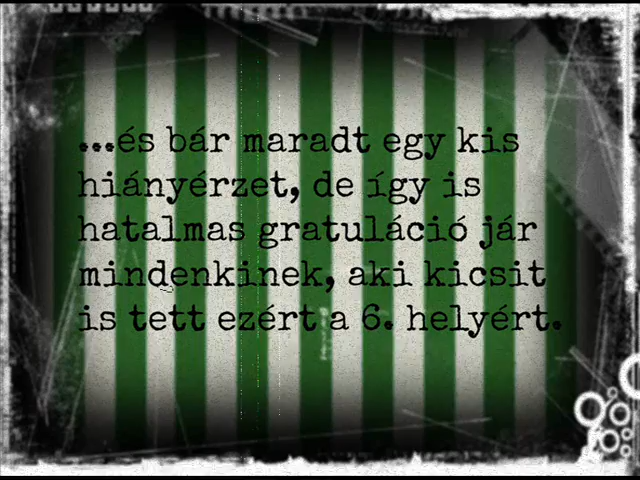 ...és bár maradt egy kis
hiányérzet, de így is
hatalmas gratuláció jár
mindenkinek, aki kicsit
is tett ezért a 6. helyért.